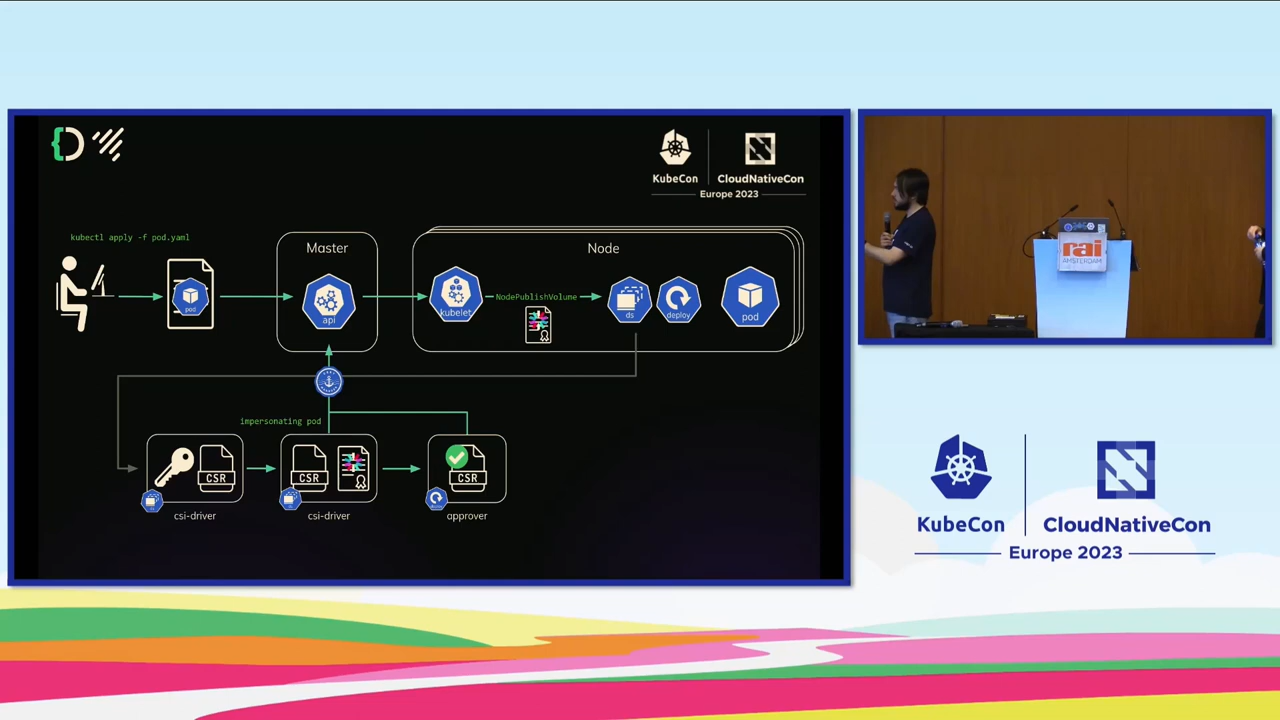 KubeCon
CloudNativeCon
Europe 2023
kubectl apply -f pod.yaml
Master
Node
pod
api
kubelet
NodePublishVolume
ds
deploy
pod
impersonating pod
CSR
CSR
CSR
csi-driver
csi-driver
approver
rai
AMSTERDAM
KubeCon
CloudNativeCon
Europe 2023